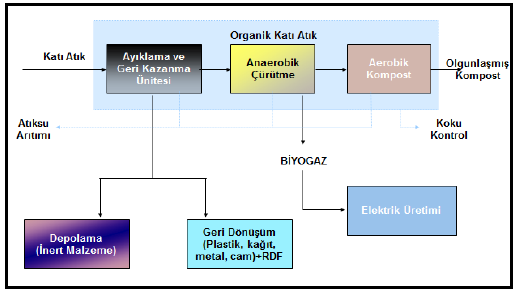 Organik Katı Atık
Katı Atık
Ayıklama ve
Geri Kazanma
Ünitesi
Anaerobik
Çürütme
Aerobik
Kompost
Olgunlaşmış
Kompost
Atıksu
Arıtımı
BİYOGAZ
Koku
Kontrol
Depolama
(İnert Malzeme)
Geri Dönüşüm
(Plastik, kağıt,
metal, cam)+RDF
Elektrik Üretimi